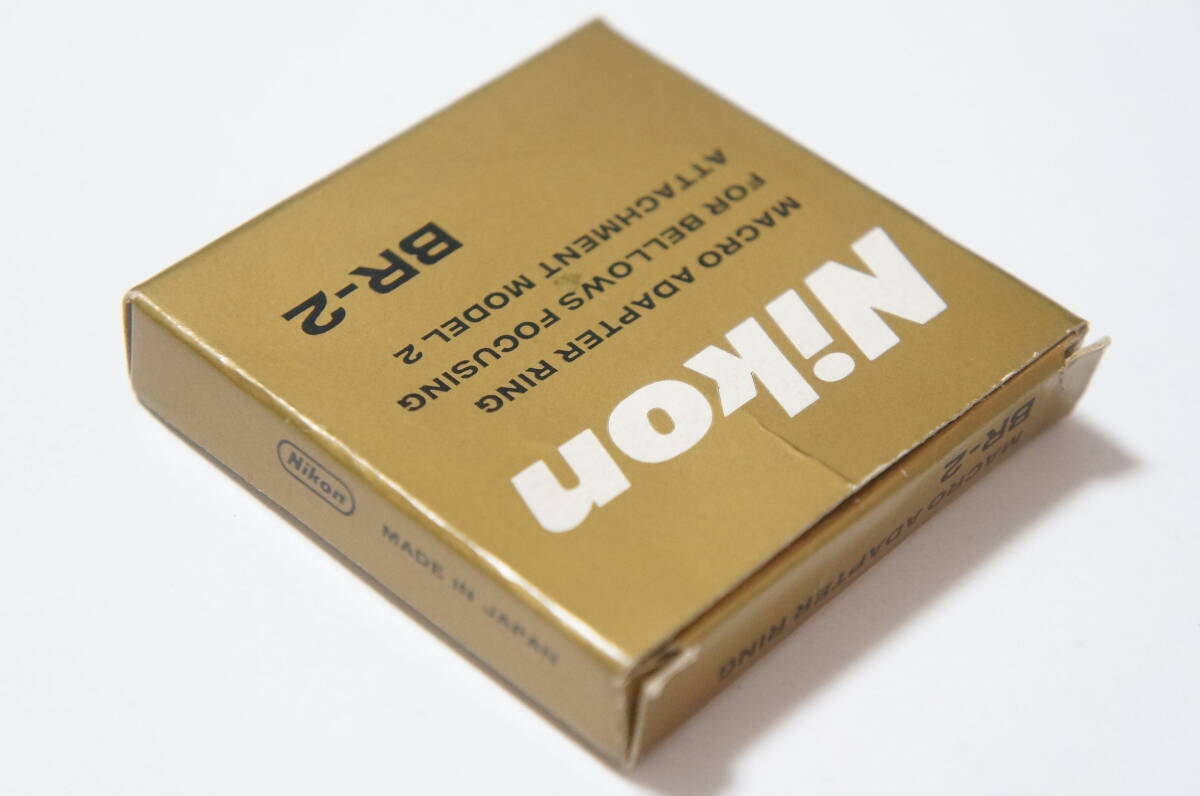 Nikon
MACRO ADAPTER RING
FOR BELLOWS FOCUSING
ATTACHMENT MODEL 2
BR-2
Nikon
MADE IN JAPAN
BR-2
MACRO ADAPTER RING